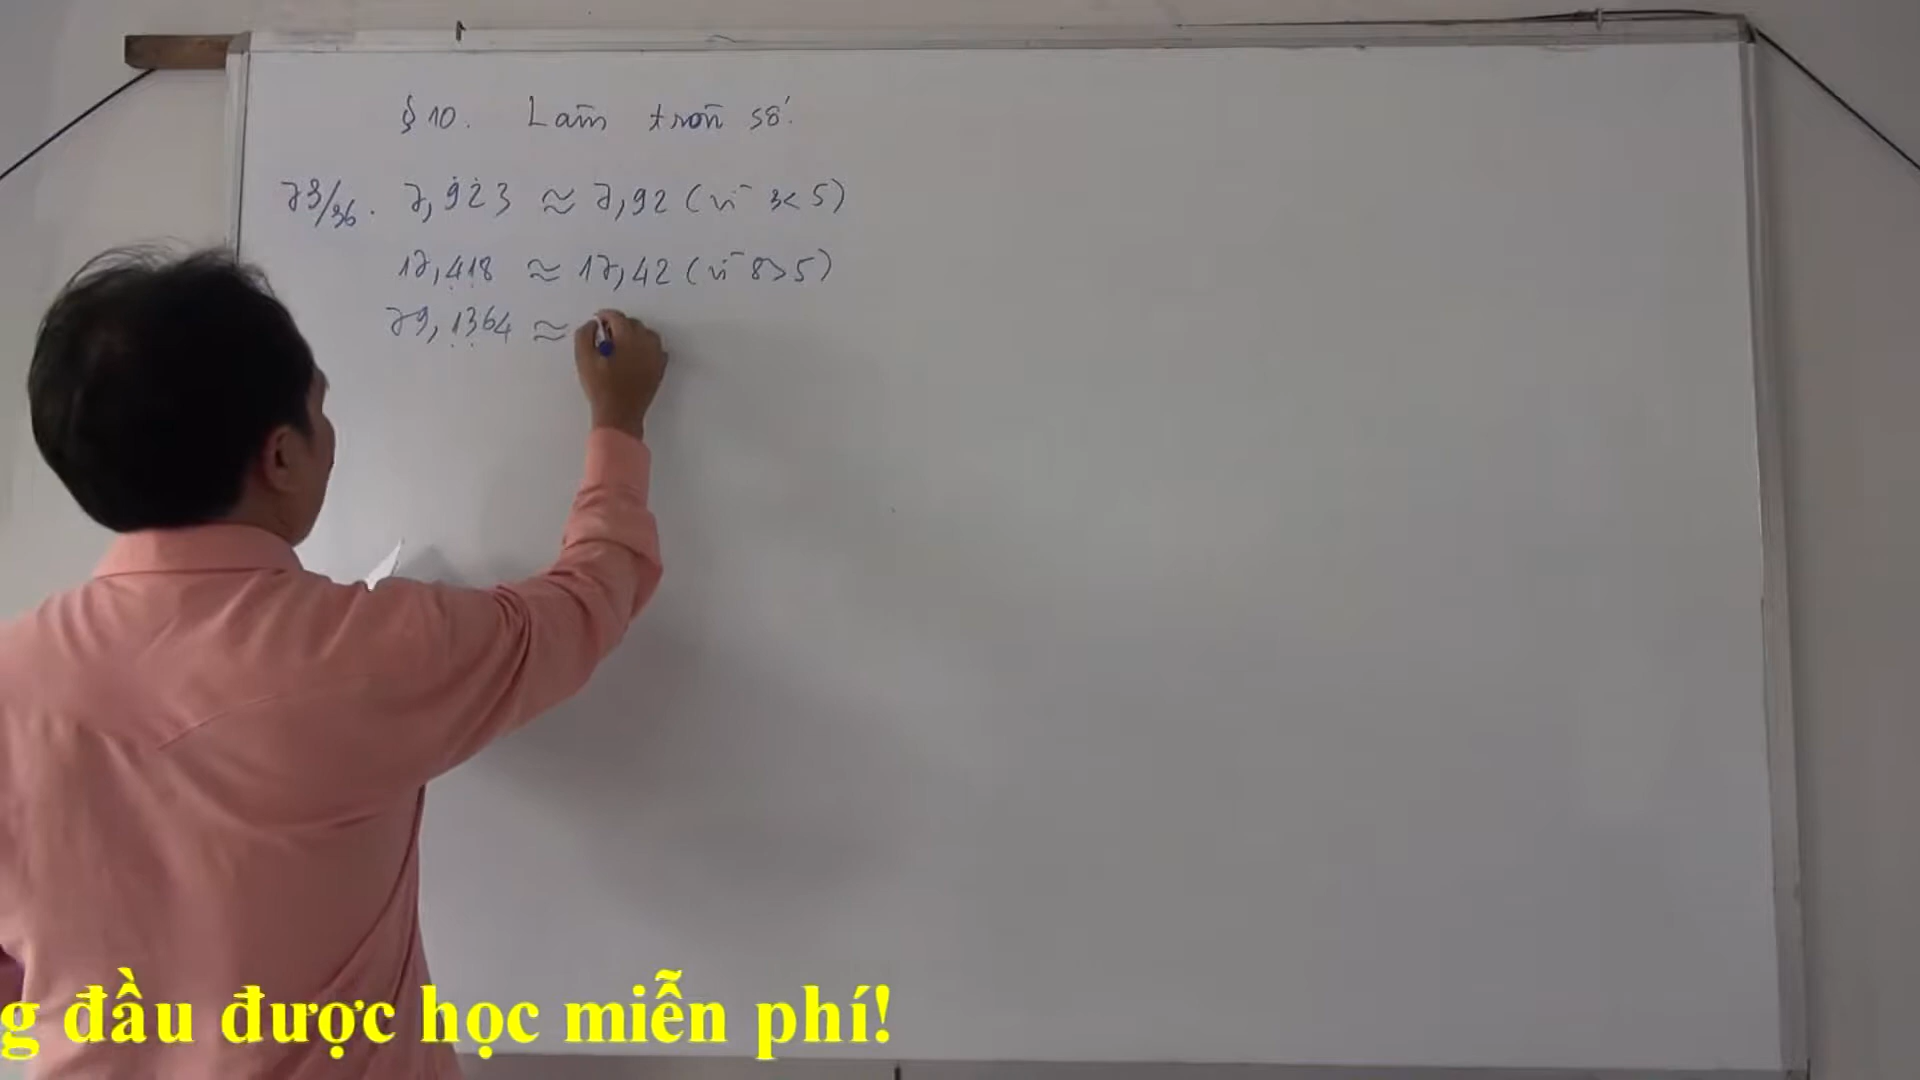 § 10. Làm tròn số.
73/36. 7,923 ≈ 7,92 (vì 3 < 5)
17,418 ≈ 17,42 (vì 8 > 5)
79,1364 ≈
g đầu được học miễn phí!